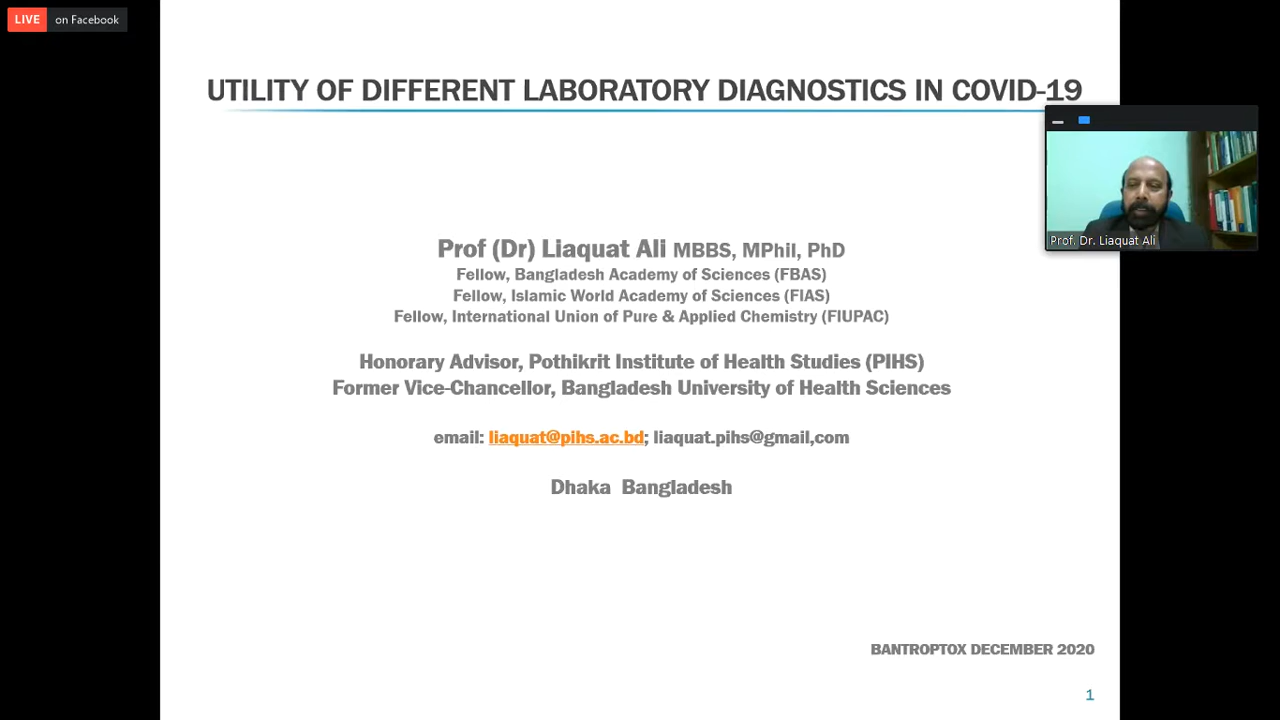 LIVE on Facebook
UTILITY OF DIFFERENT LABORATORY DIAGNOSTICS IN COVID-19
Prof. Dr. Liaquat Ali
Prof (Dr) Liaquat Ali MBBS, MPhil, PhD
Fellow, Bangladesh Academy of Sciences (FBAS)
Fellow, Islamic World Academy of Sciences (FIAS)
Fellow, International Union of Pure & Applied Chemistry (FIUPAC)
Honorary Advisor, Pothikrit Institute of Health Studies (PIHS)
Former Vice-Chancellor, Bangladesh University of Health Sciences
email: liaquat@pihs.ac.bd; liaquat.pihs@gmail,com
Dhaka Bangladesh
BANTROPTOX DECEMBER 2020
1